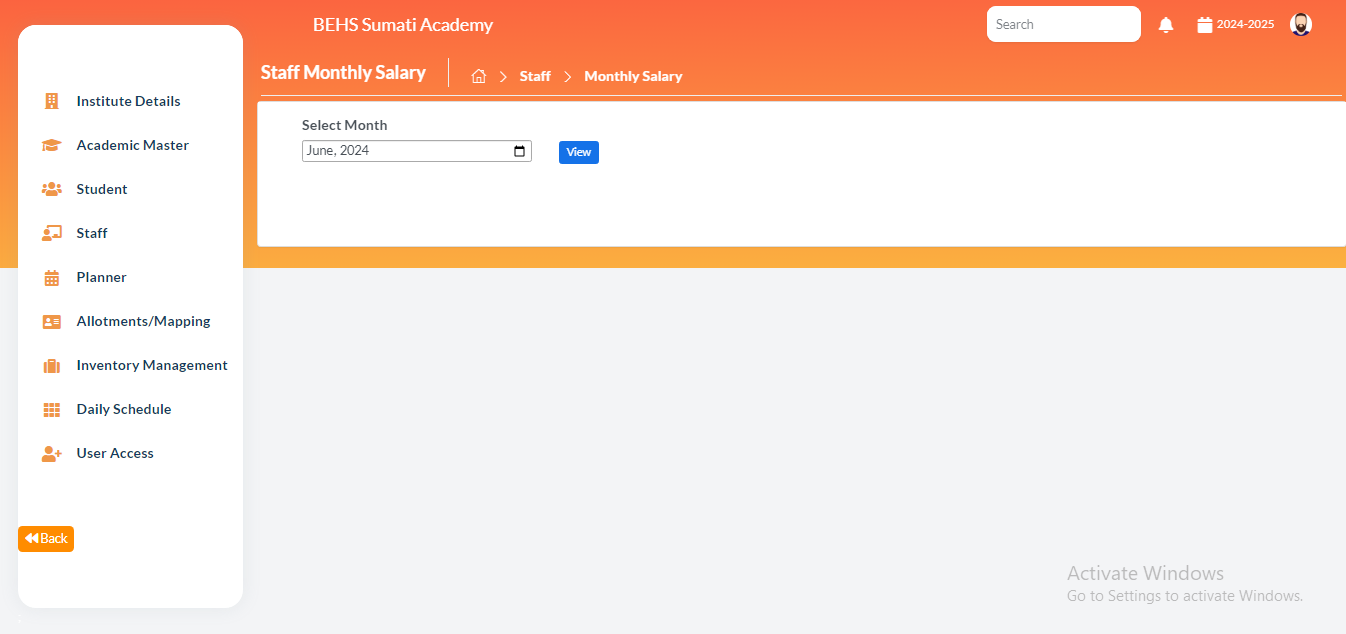 BEHS Sumati Academy
Search
2024-2025
Staff Monthly Salary
Staff
Monthly Salary
Institute Details
Academic Master
Student
Staff
Planner
Allotments/Mapping
Inventory Management
Daily Schedule
User Access
Back
Select Month
June, 2024
View
Activate Windows
Go to Settings to activate Windows.